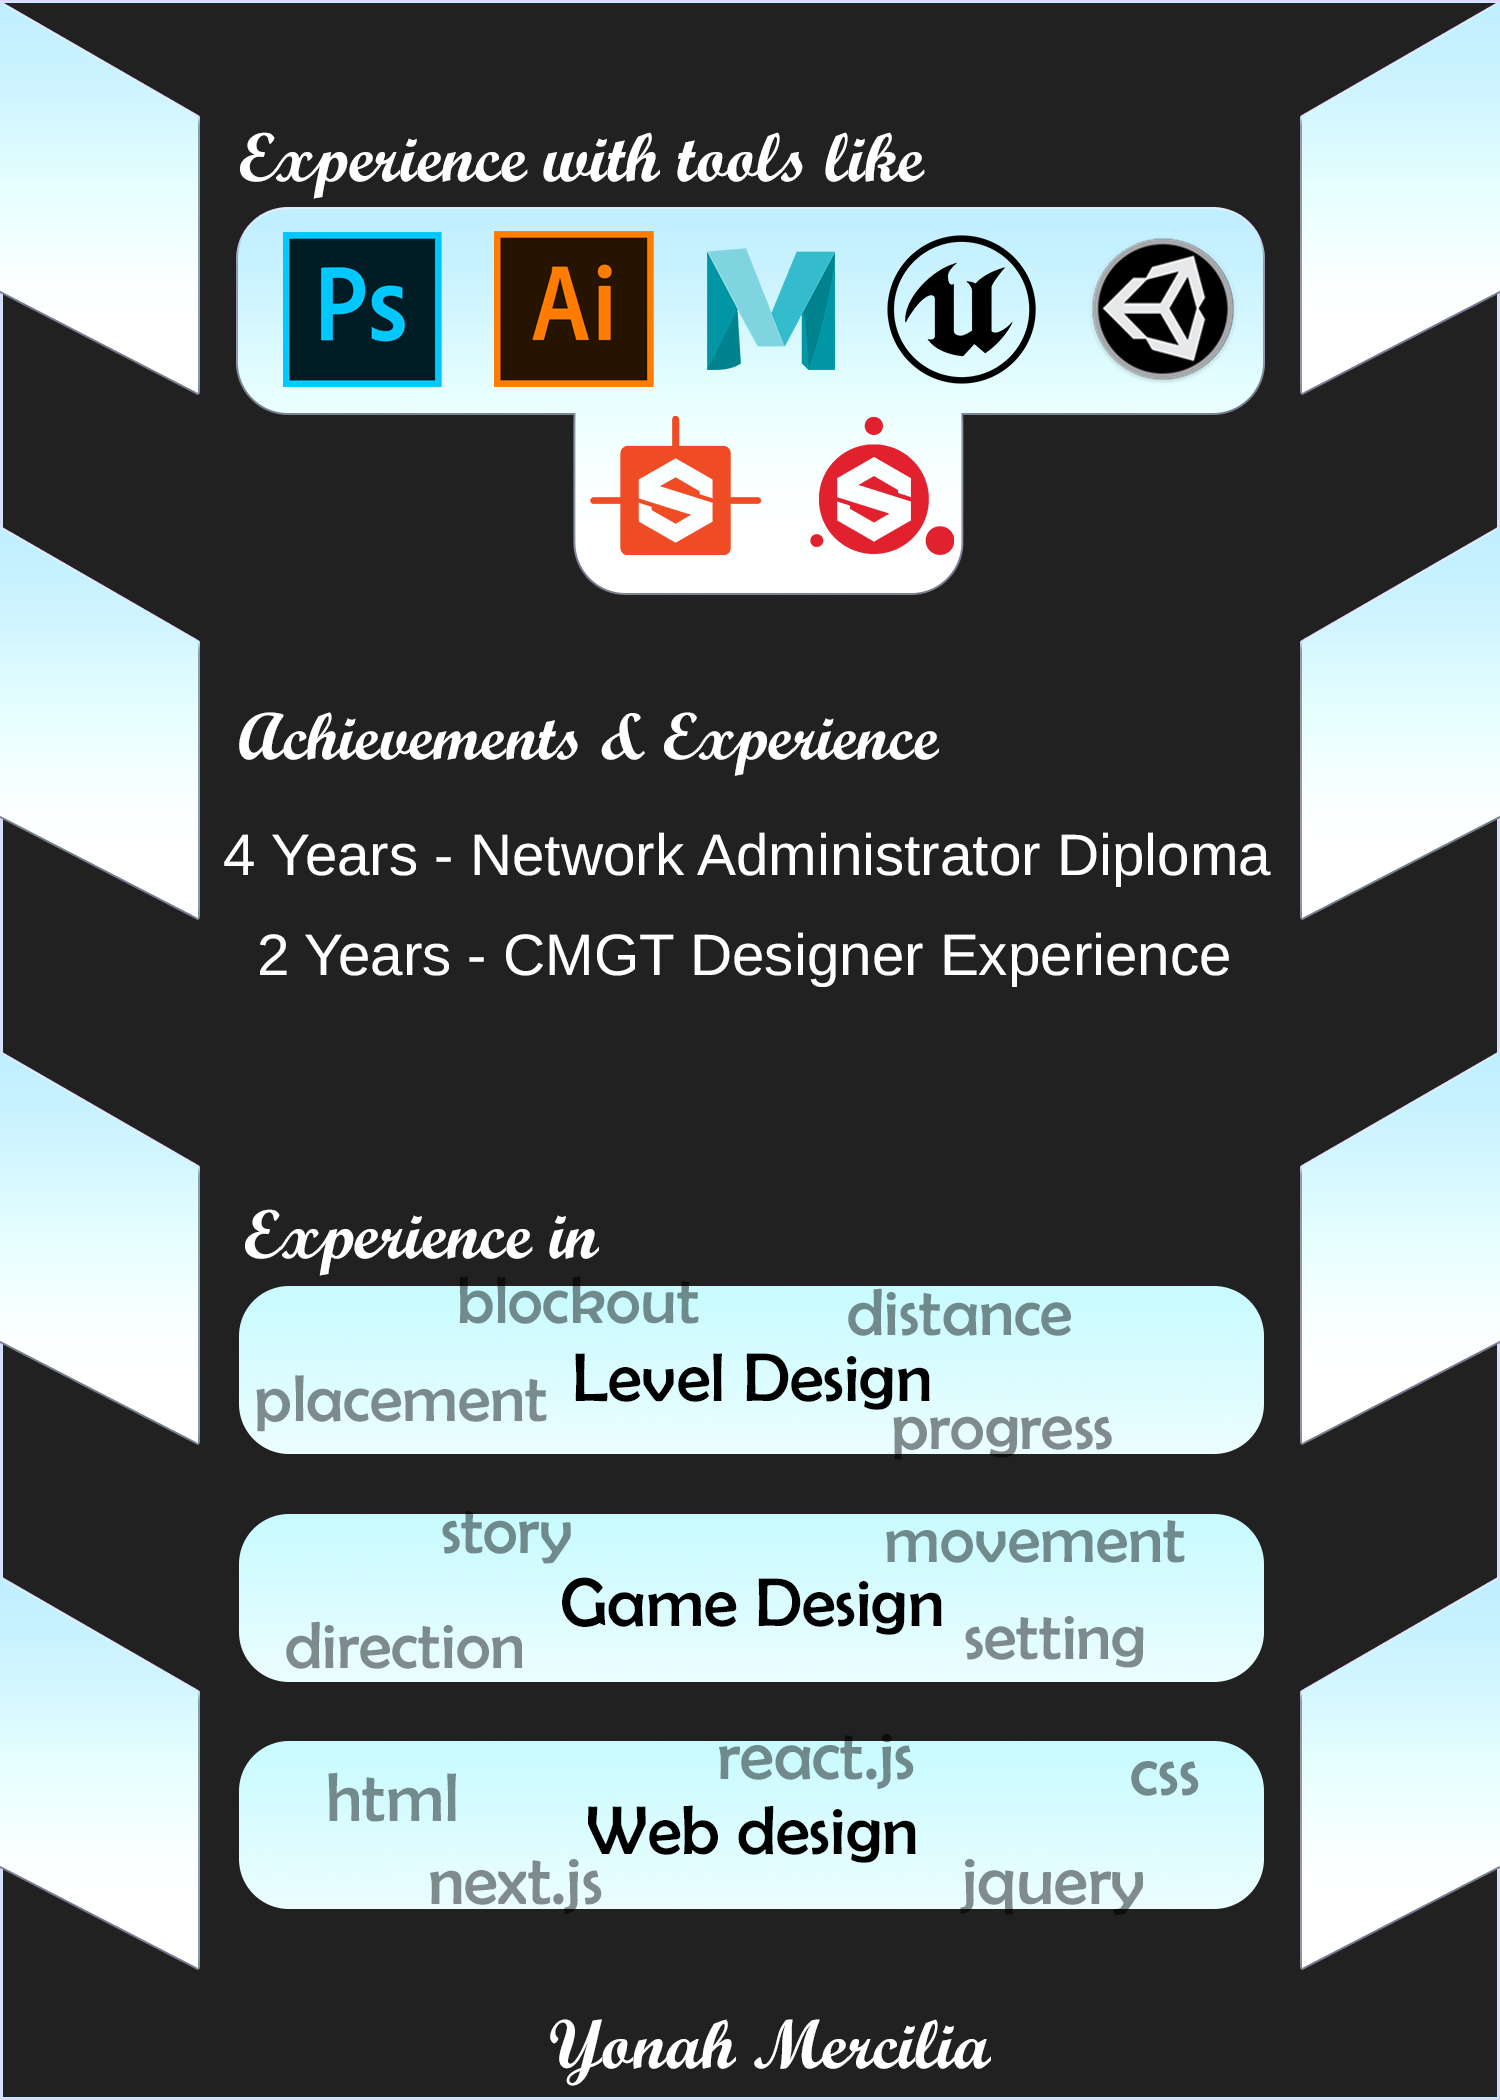 Experience with tools like
Ps Ai
Achievements & Experience
4 Years - Network Administrator Diploma
2 Years - CMGT Designer Experience
Experience in
blockout distance
Level Design
placement progress
story movement
Game Design
direction setting
react.js css
html
Web design
next.js jquery
Yonah Mercilia